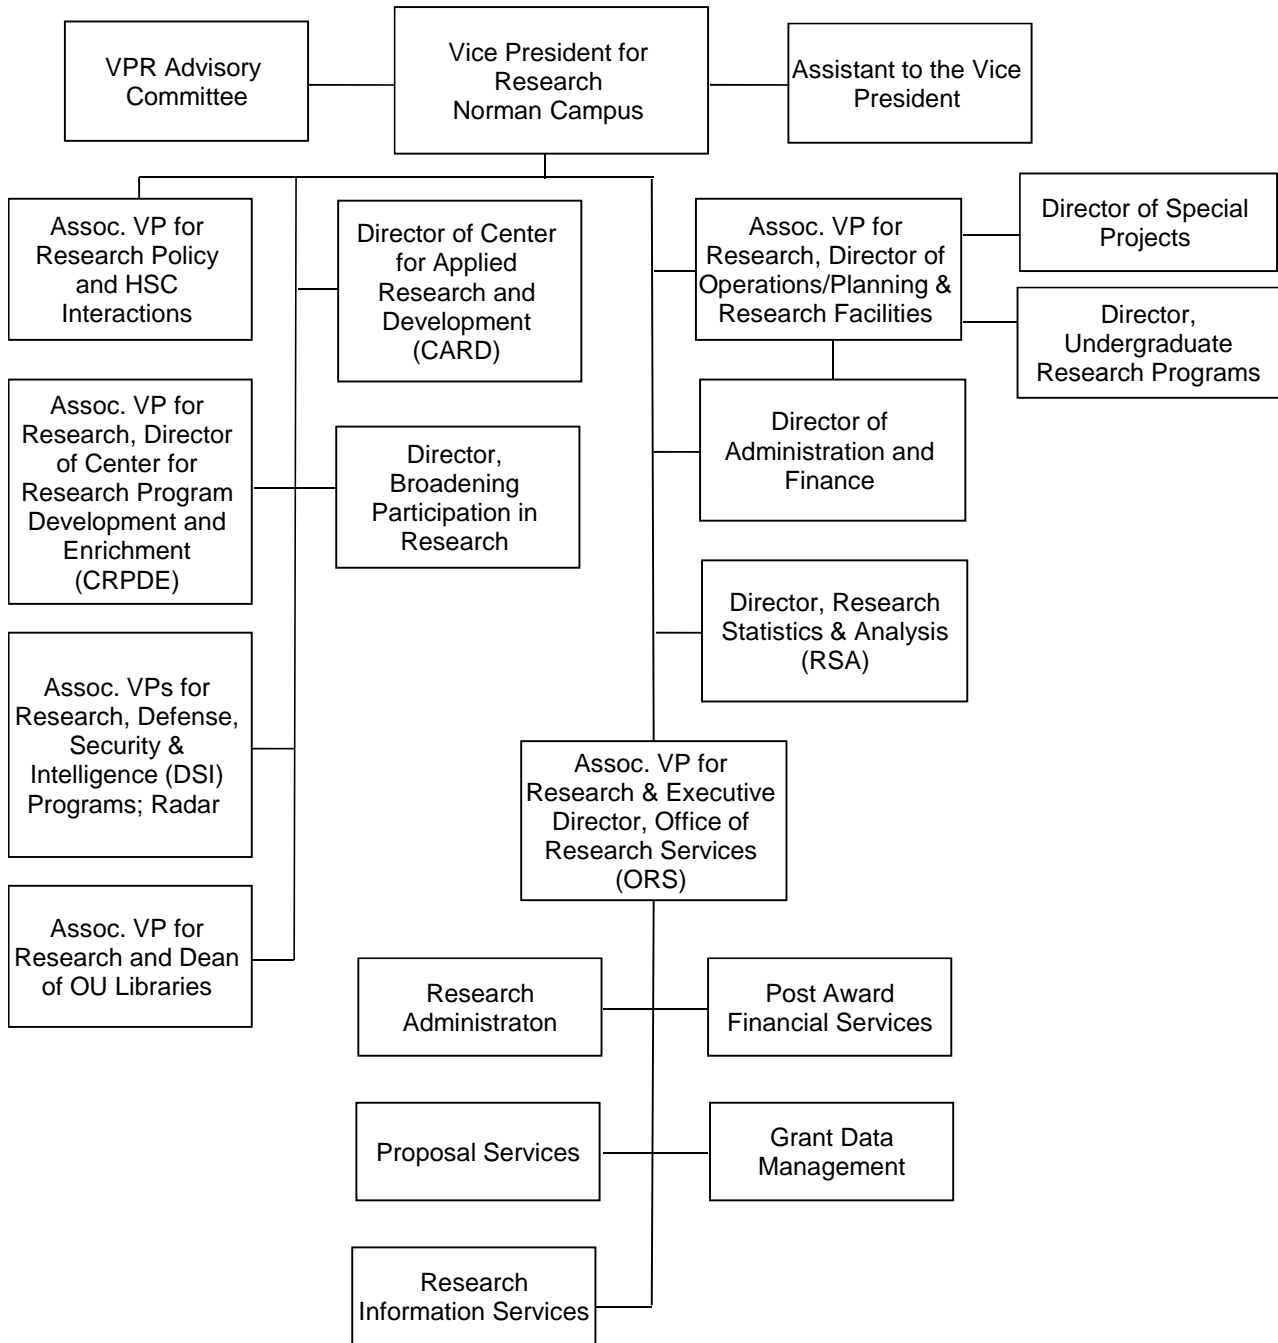 VPR Advisory
Committee
Vice President for
Research
Norman Campus
Assistant to the Vice
President
Assoc. VP for
Research Policy
and HSC
Interactions
Director of Center
for Applied
Research and
Development
(CARD)
Assoc. VP for
Research, Director of
Operations/Planning &
Research Facilities
Director of Special
Projects
Director,
Undergraduate
Research Programs
Assoc. VP for
Research, Director
of Center for
Research Program
Development and
Enrichment
(CRPDE)
Director,
Broadening
Participation in
Research
Director of
Administration and
Finance
Director, Research
Statistics & Analysis
(RSA)
Assoc. VPs for
Research, Defense,
Security &
Intelligence (DSI)
Programs; Radar
Assoc. VP for
Research & Executive
Director, Office of
Research Services
(ORS)
Assoc. VP for
Research and Dean
of OU Libraries
Research
Administraton
Post Award
Financial Services
Proposal Services
Grant Data
Management
Research
Information Services